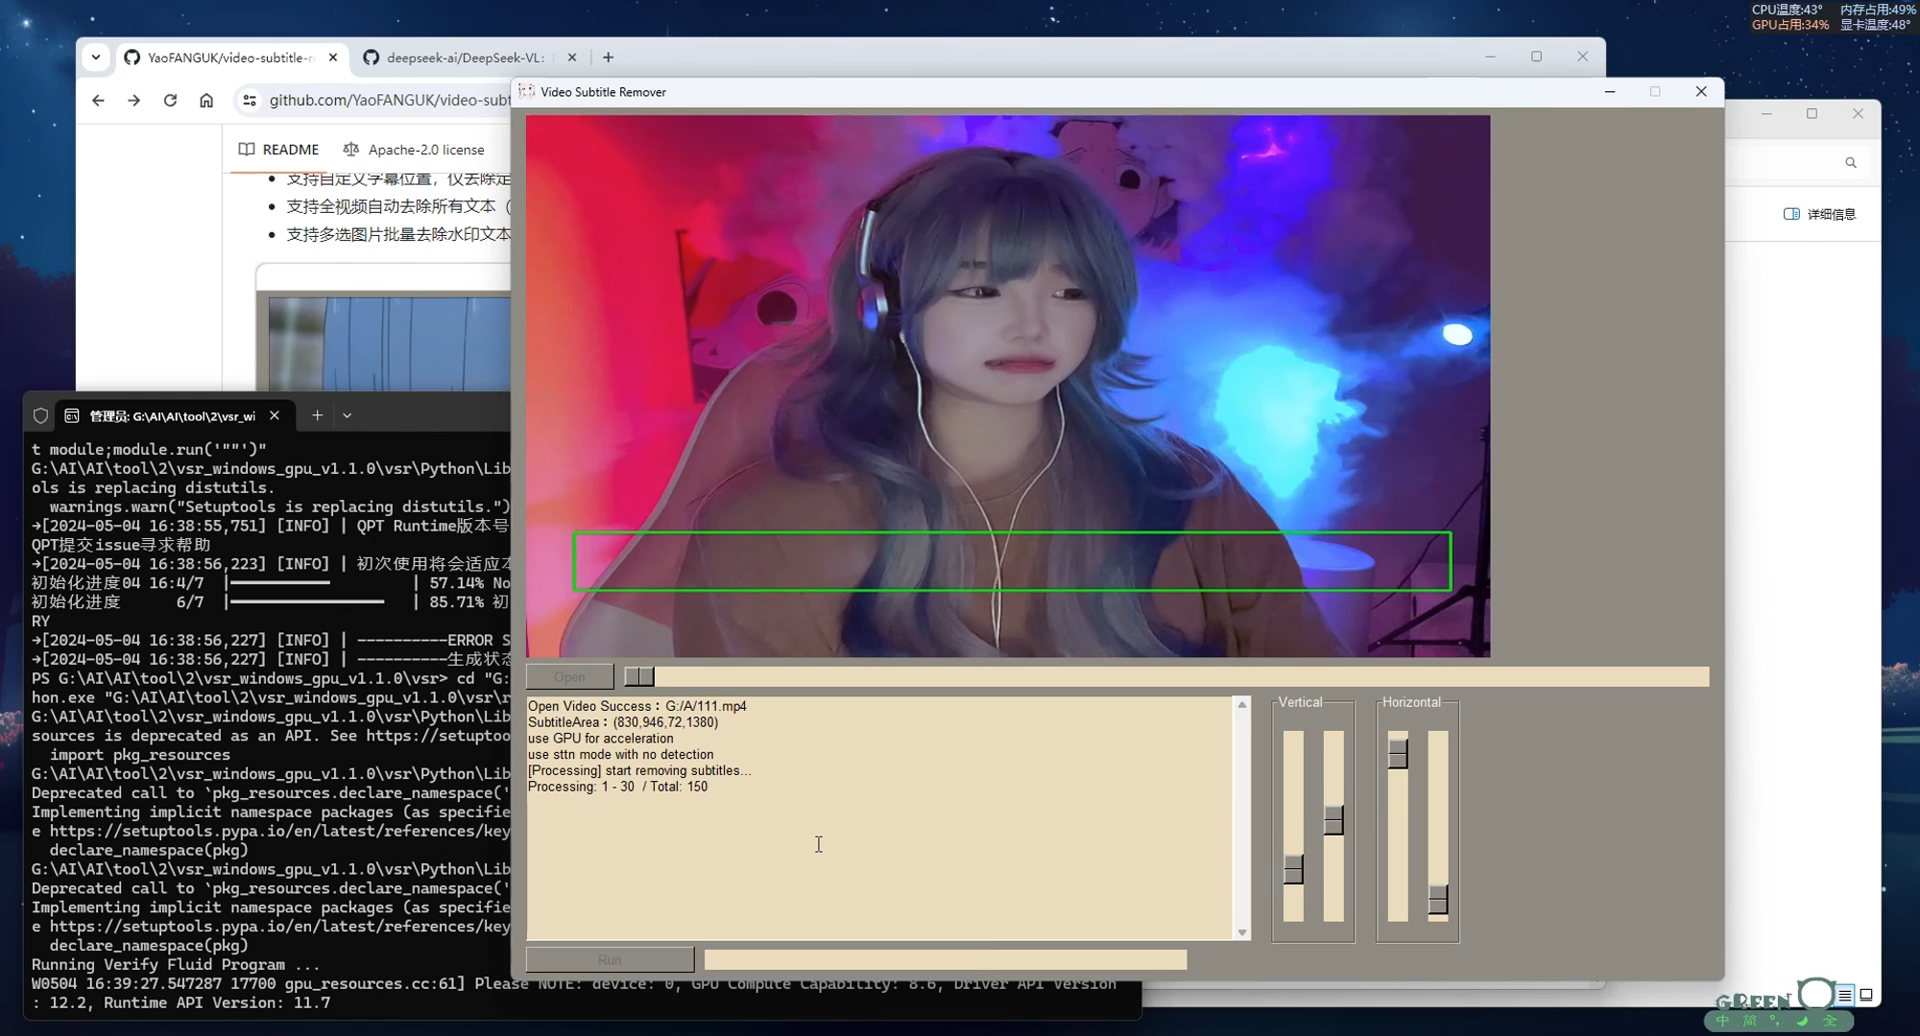 CPU温度:43° 内存占用:49%
GPU占用:34% 显卡温度:48°
YaoFANGUK/video-subtitle-r
deepseek-ai/DeepSeek-VL:
github.com/YaoFANGUK/video-subt
README
Apache-2.0 license
支持自定义字幕位置，仅去除定
支持全视频自动去除所有文本（
支持多选图片批量去除水印文本
详细信息
Video Subtitle Remover
Open
Open Video Success：G:/A/111.mp4
SubtitleArea：(830,946,72,1380)
use GPU for acceleration
use sttn mode with no detection
[Processing] start removing subtitles...
Processing: 1 - 30 / Total: 150
Vertical
Horizontal
Run
管理员: G:\AI\AI\tool\2\vsr_wi
t module;module.run('""')"
G:\AI\AI\tool\2\vsr_windows_gpu_v1.1.0\vsr\Python\Lib
ols is replacing distutils.
warnings.warn("Setuptools is replacing distutils.")
→[2024-05-04 16:38:55,751] [INFO] | QPT Runtime版本号
QPT提交issue寻求帮助
→[2024-05-04 16:38:56,223] [INFO] | 初次使用将会适应本
初始化进度04 16:4/7 | | 57.14% No
初始化进度 6/7 | | 85.71% 初
RY
→[2024-05-04 16:38:56,227] [INFO] | ----------ERROR S
→[2024-05-04 16:38:56,227] [INFO] | ----------生成状态
PS G:\AI\AI\tool\2\vsr_windows_gpu_v1.1.0\vsr> cd "G:
hon.exe "G:\AI\AI\tool\2\vsr_windows_gpu_v1.1.0\vsr\r
G:\AI\AI\tool\2\vsr_windows_gpu_v1.1.0\vsr\Python\Lib
sources is deprecated as an API. See https://setuptoo
import pkg_resources
G:\AI\AI\tool\2\vsr_windows_gpu_v1.1.0\vsr\Python\Lib
Deprecated call to `pkg_resources.declare_namespace('
Implementing implicit namespace packages (as specifie
e https://setuptools.pypa.io/en/latest/references/key
declare_namespace(pkg)
G:\AI\AI\tool\2\vsr_windows_gpu_v1.1.0\vsr\Python\Lib
Deprecated call to `pkg_resources.declare_namespace('
Implementing implicit namespace packages (as specifie
e https://setuptools.pypa.io/en/latest/references/key
declare_namespace(pkg)
Running Verify Fluid Program ...
W0504 16:39:27.547287 17700 gpu_resources.cc:61] Please NOTE: device: 0, GPU Compute Capability: 8.6, Driver API Version
: 12.2, Runtime API Version: 11.7
GREEN
中 简 °, 全